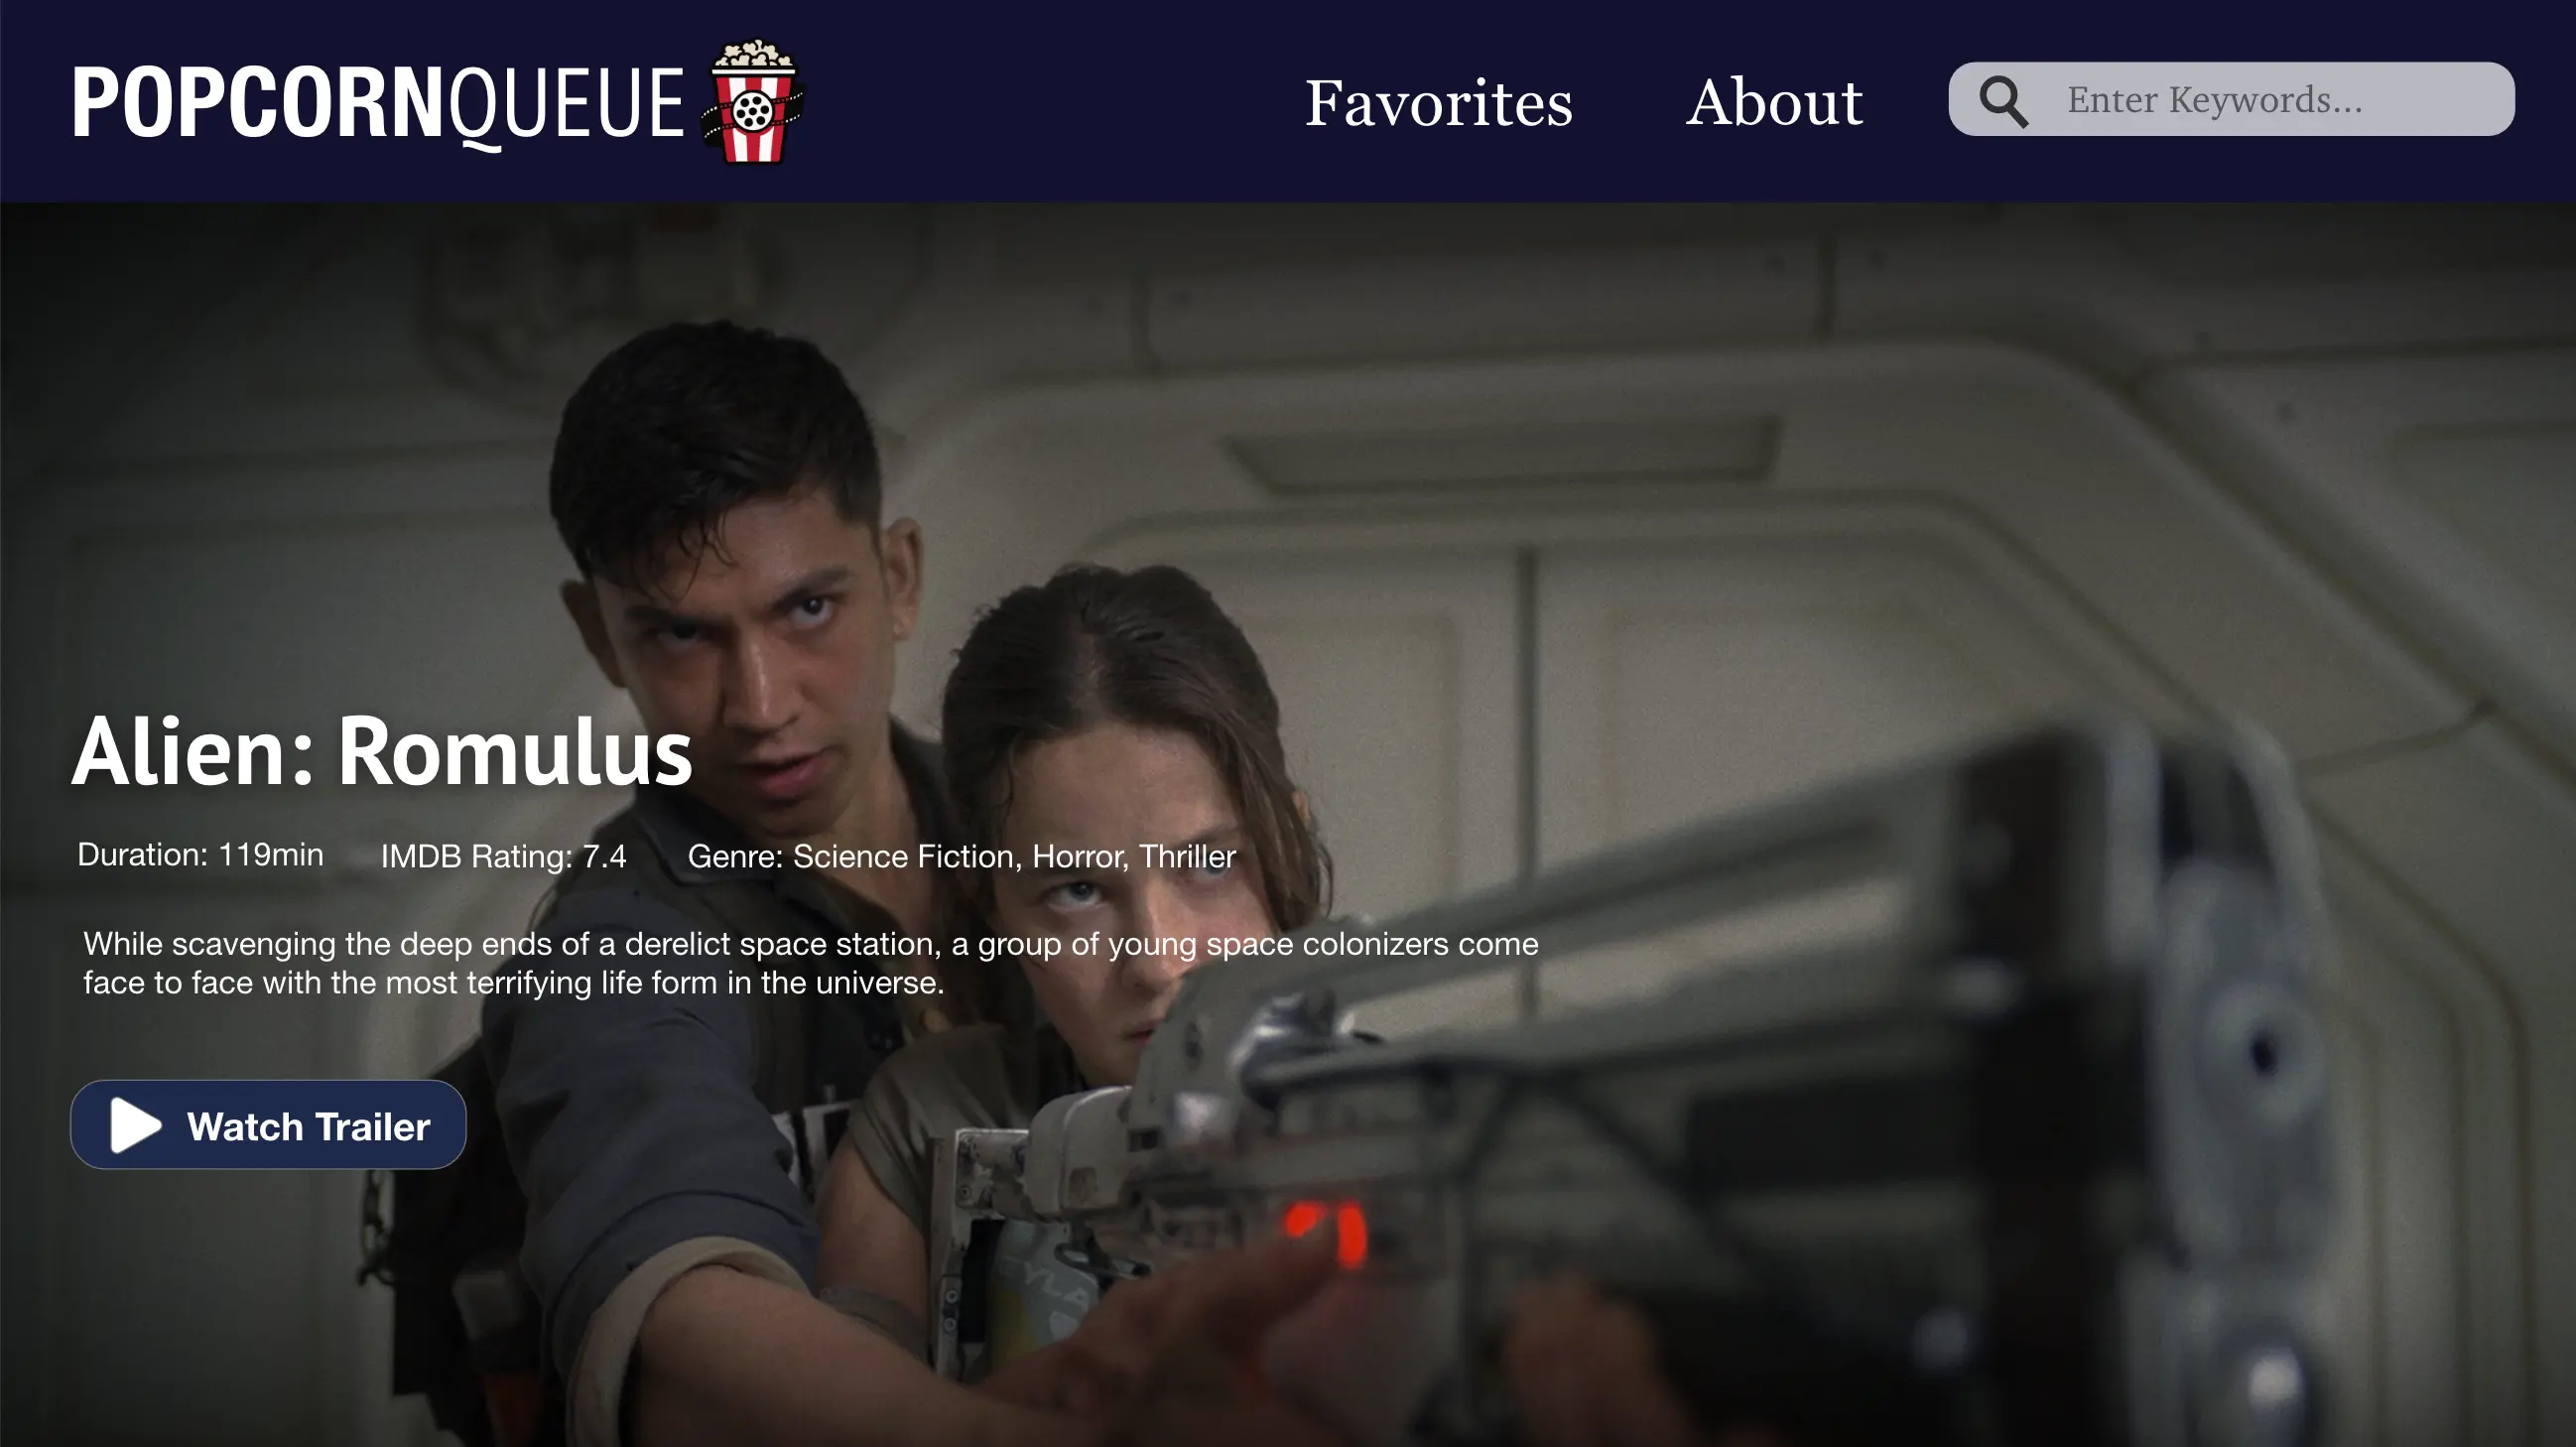 POPCORNQUEUE
Favorites
About
Enter Keywords...
Alien: Romulus
Duration: 119min
IMDB Rating: 7.4
Genre: Science Fiction, Horror, Thriller
While scavenging the deep ends of a derelict space station, a group of young space colonizers come
face to face with the most terrifying life form in the universe.
Watch Trailer